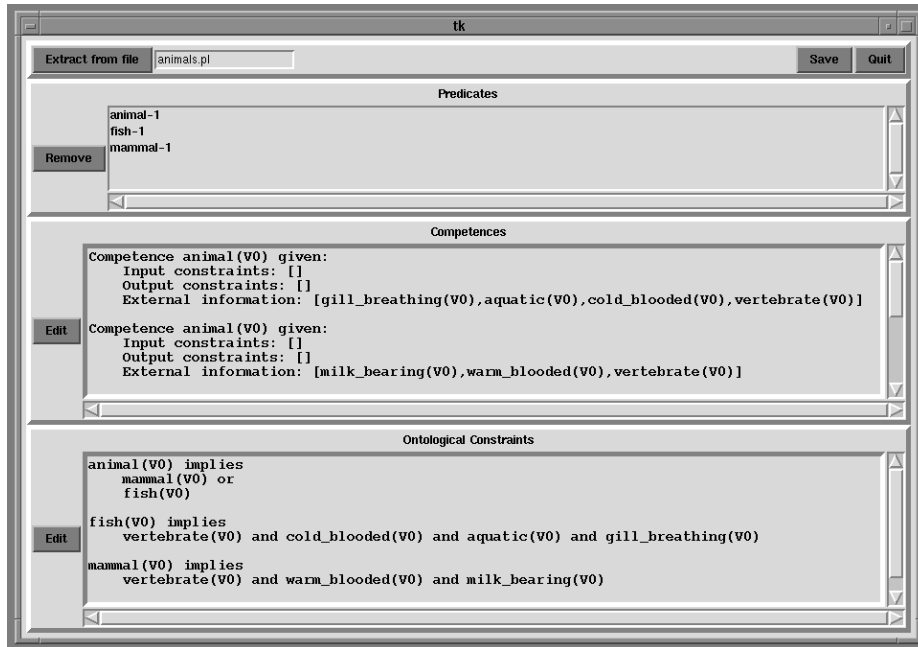 tk
Extract from file animals.pl Save Quit
Predicates
animal-1
fish-1
Remove mammal-1
Competences
Competence animal(V0) given:
Input constraints: []
Output constraints: []
External information: [gill_breathing(V0),aquatic(V0),cold_blooded(V0),vertebrate(V0)]
Edit Competence animal(V0) given:
Input constraints: []
Output constraints: []
External information: [milk_bearing(V0),warm_blooded(V0),vertebrate(V0)]
Ontological Constraints
animal(V0) implies
mammal(V0) or
fish(V0)
fish(V0) implies
Edit vertebrate(V0) and cold_blooded(V0) and aquatic(V0) and gill_breathing(V0)
mammal(V0) implies
vertebrate(V0) and warm_blooded(V0) and milk_bearing(V0)